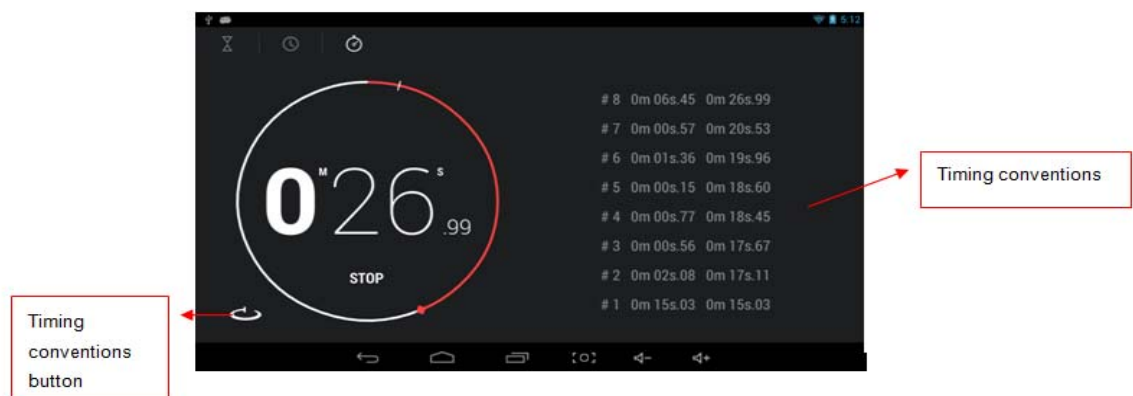 5:12
# 8 0m 06s.45 0m 26s.99
# 7 0m 00s.57 0m 20s.53
# 6 0m 01s.36 0m 19s.96
# 5 0m 00s.15 0m 18s.60
# 4 0m 00s.77 0m 18s.45
# 3 0m 00s.56 0m 17s.67
# 2 0m 02s.08 0m 17s.11
# 1 0m 15s.03 0m 15s.03
0 M 26 S .99
STOP
Timing conventions
Timing
conventions
button